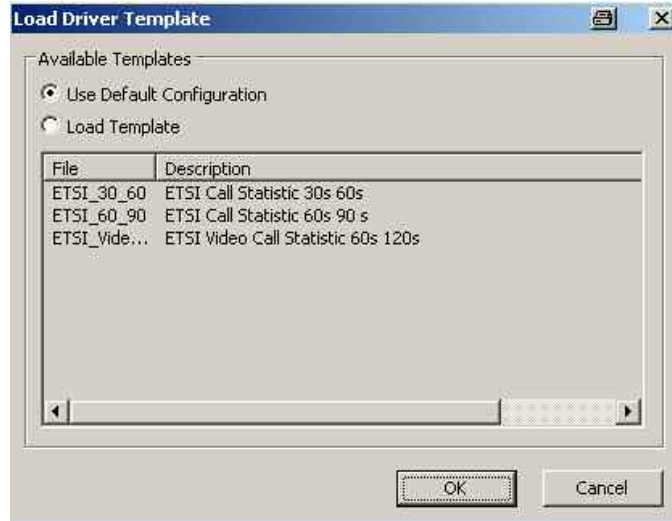 Load Driver Template
Available Templates
Use Default Configuration
Load Template
File Description
ETSI_30_60 ETSI Call Statistic 30s 60s
ETSI_60_90 ETSI Call Statistic 60s 90 s
ETSI_Vide... ETSI Video Call Statistic 60s 120s
OK Cancel